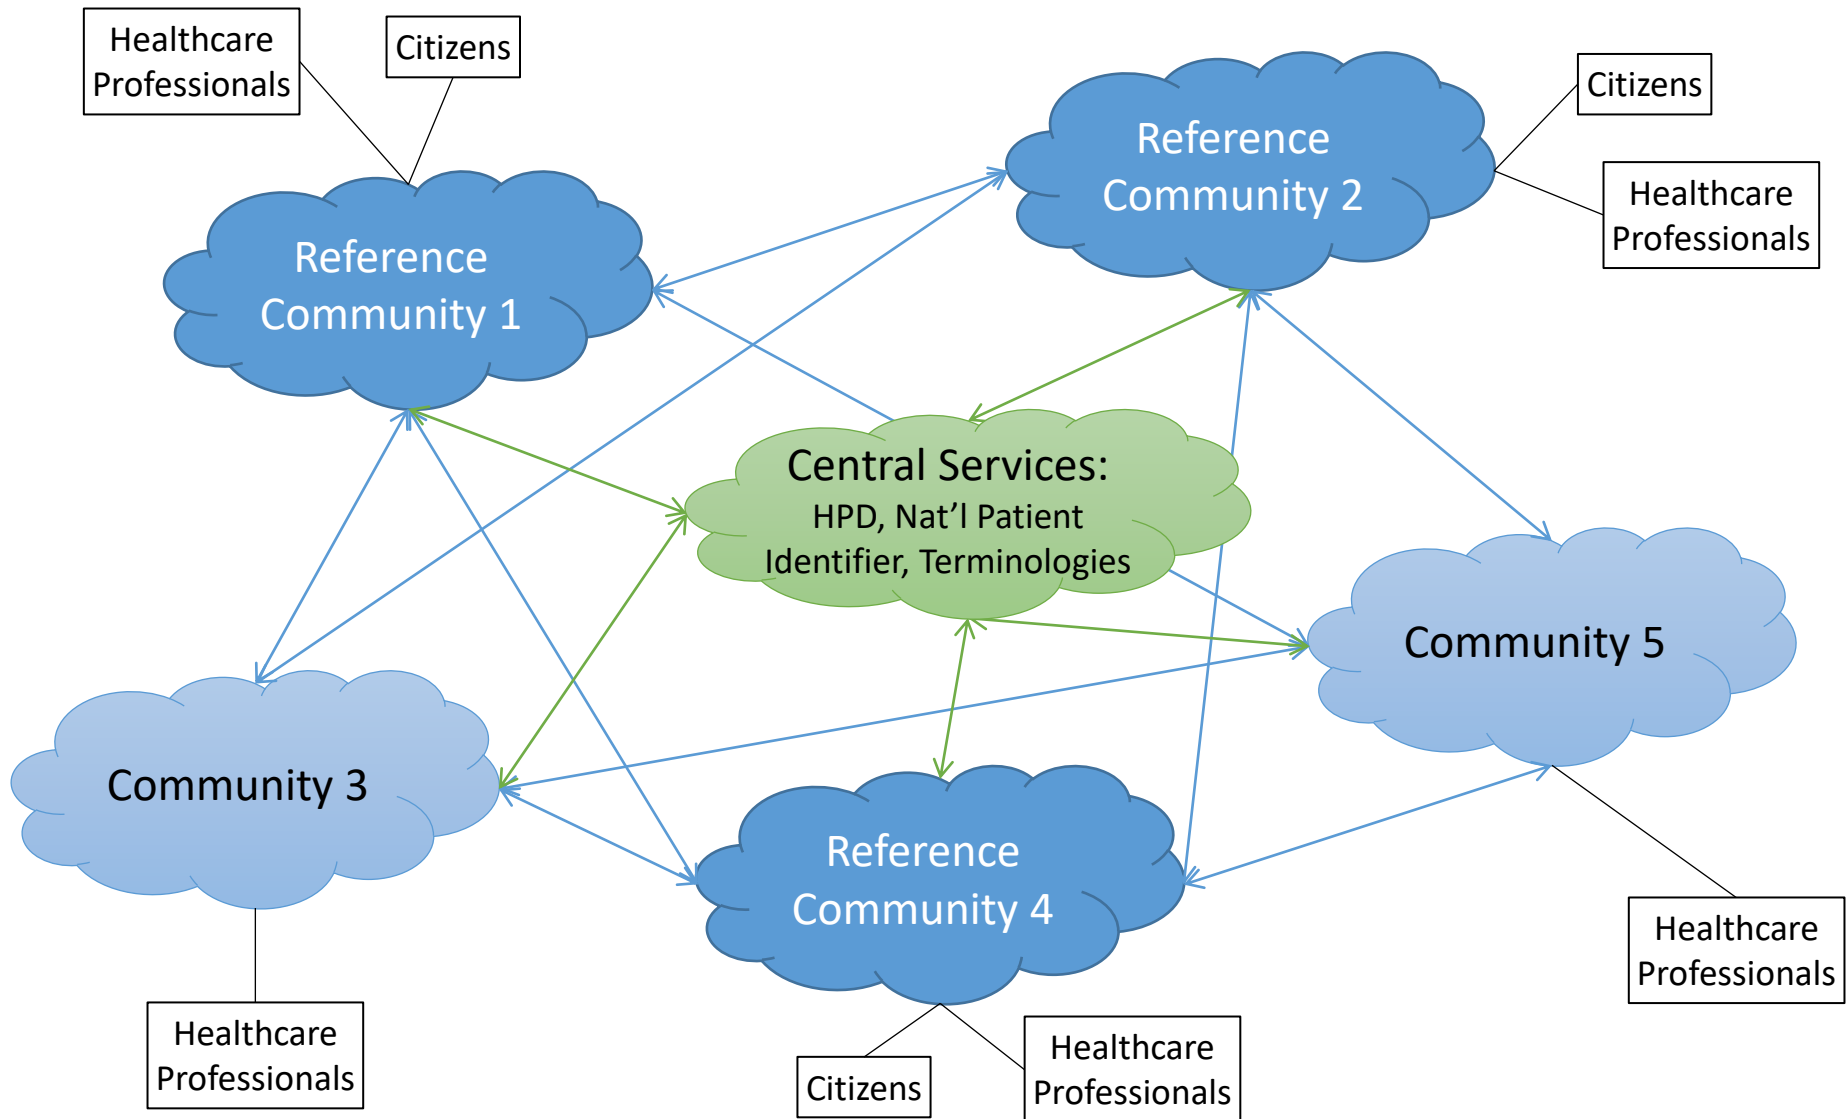 Healthcare
Professionals
Citizens
Reference
Community 1
Reference
Community 2
Citizens
Healthcare
Professionals
Central Services:
HPD, Nat’l Patient
Identifier, Terminologies
Community 5
Community 3
Reference
Community 4
Healthcare
Professionals
Healthcare
Professionals
Citizens
Healthcare
Professionals